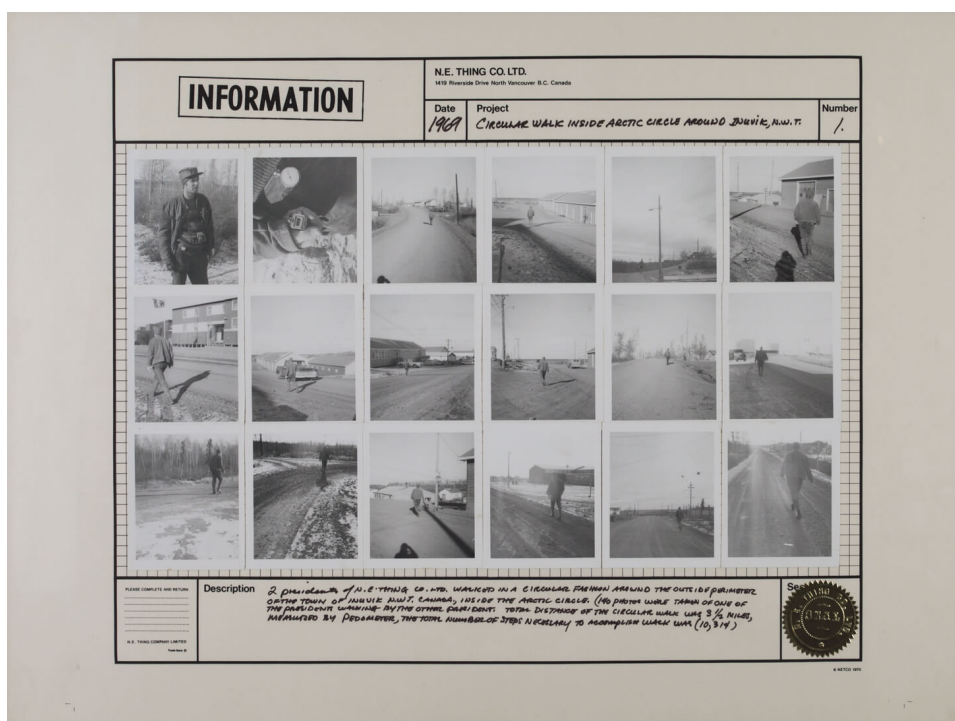 INFORMATION
N.E. THING CO. LTD.
1419 Riverside Drive North Vancouver B.C. Canada
Date
1969
Project
CIRCULAR WALK INSIDE ARCTIC CIRCLE AROUND INUVIK, N.W.T.
Number
1.
PLEASE COMPLETE AND RETURN
N.E. THING COMPANY LIMITED
Description
2 presidents of N.E. THING CO. LTD. WALKED IN A CIRCULAR FASHION AROUND THE OUTSIDE PERIMETER
OF THE TOWN OF INUVIK N.W.T. CANADA, INSIDE THE ARCTIC CIRCLE. (140 PHOTOS WERE TAKEN OF ONE OF
THE PRESIDENT WALKING BY THE OTHER PRESIDENT. TOTAL DISTANCE OF THE CIRCULAR WALK WAS 3 1/2 MILES,
MEASURED BY PEDOMETER, THE TOTAL NUMBER OF STEPS NECESSARY TO ACCOMPLISH WALK WAS (10,314)
© NETCO 1970